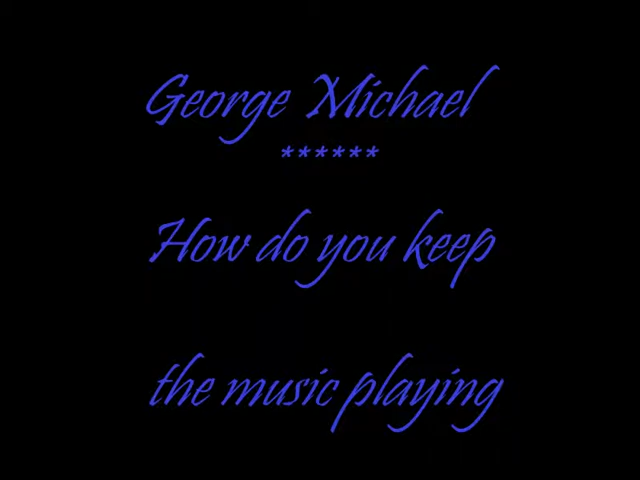 George Michael
******
How do you keep
the music playing